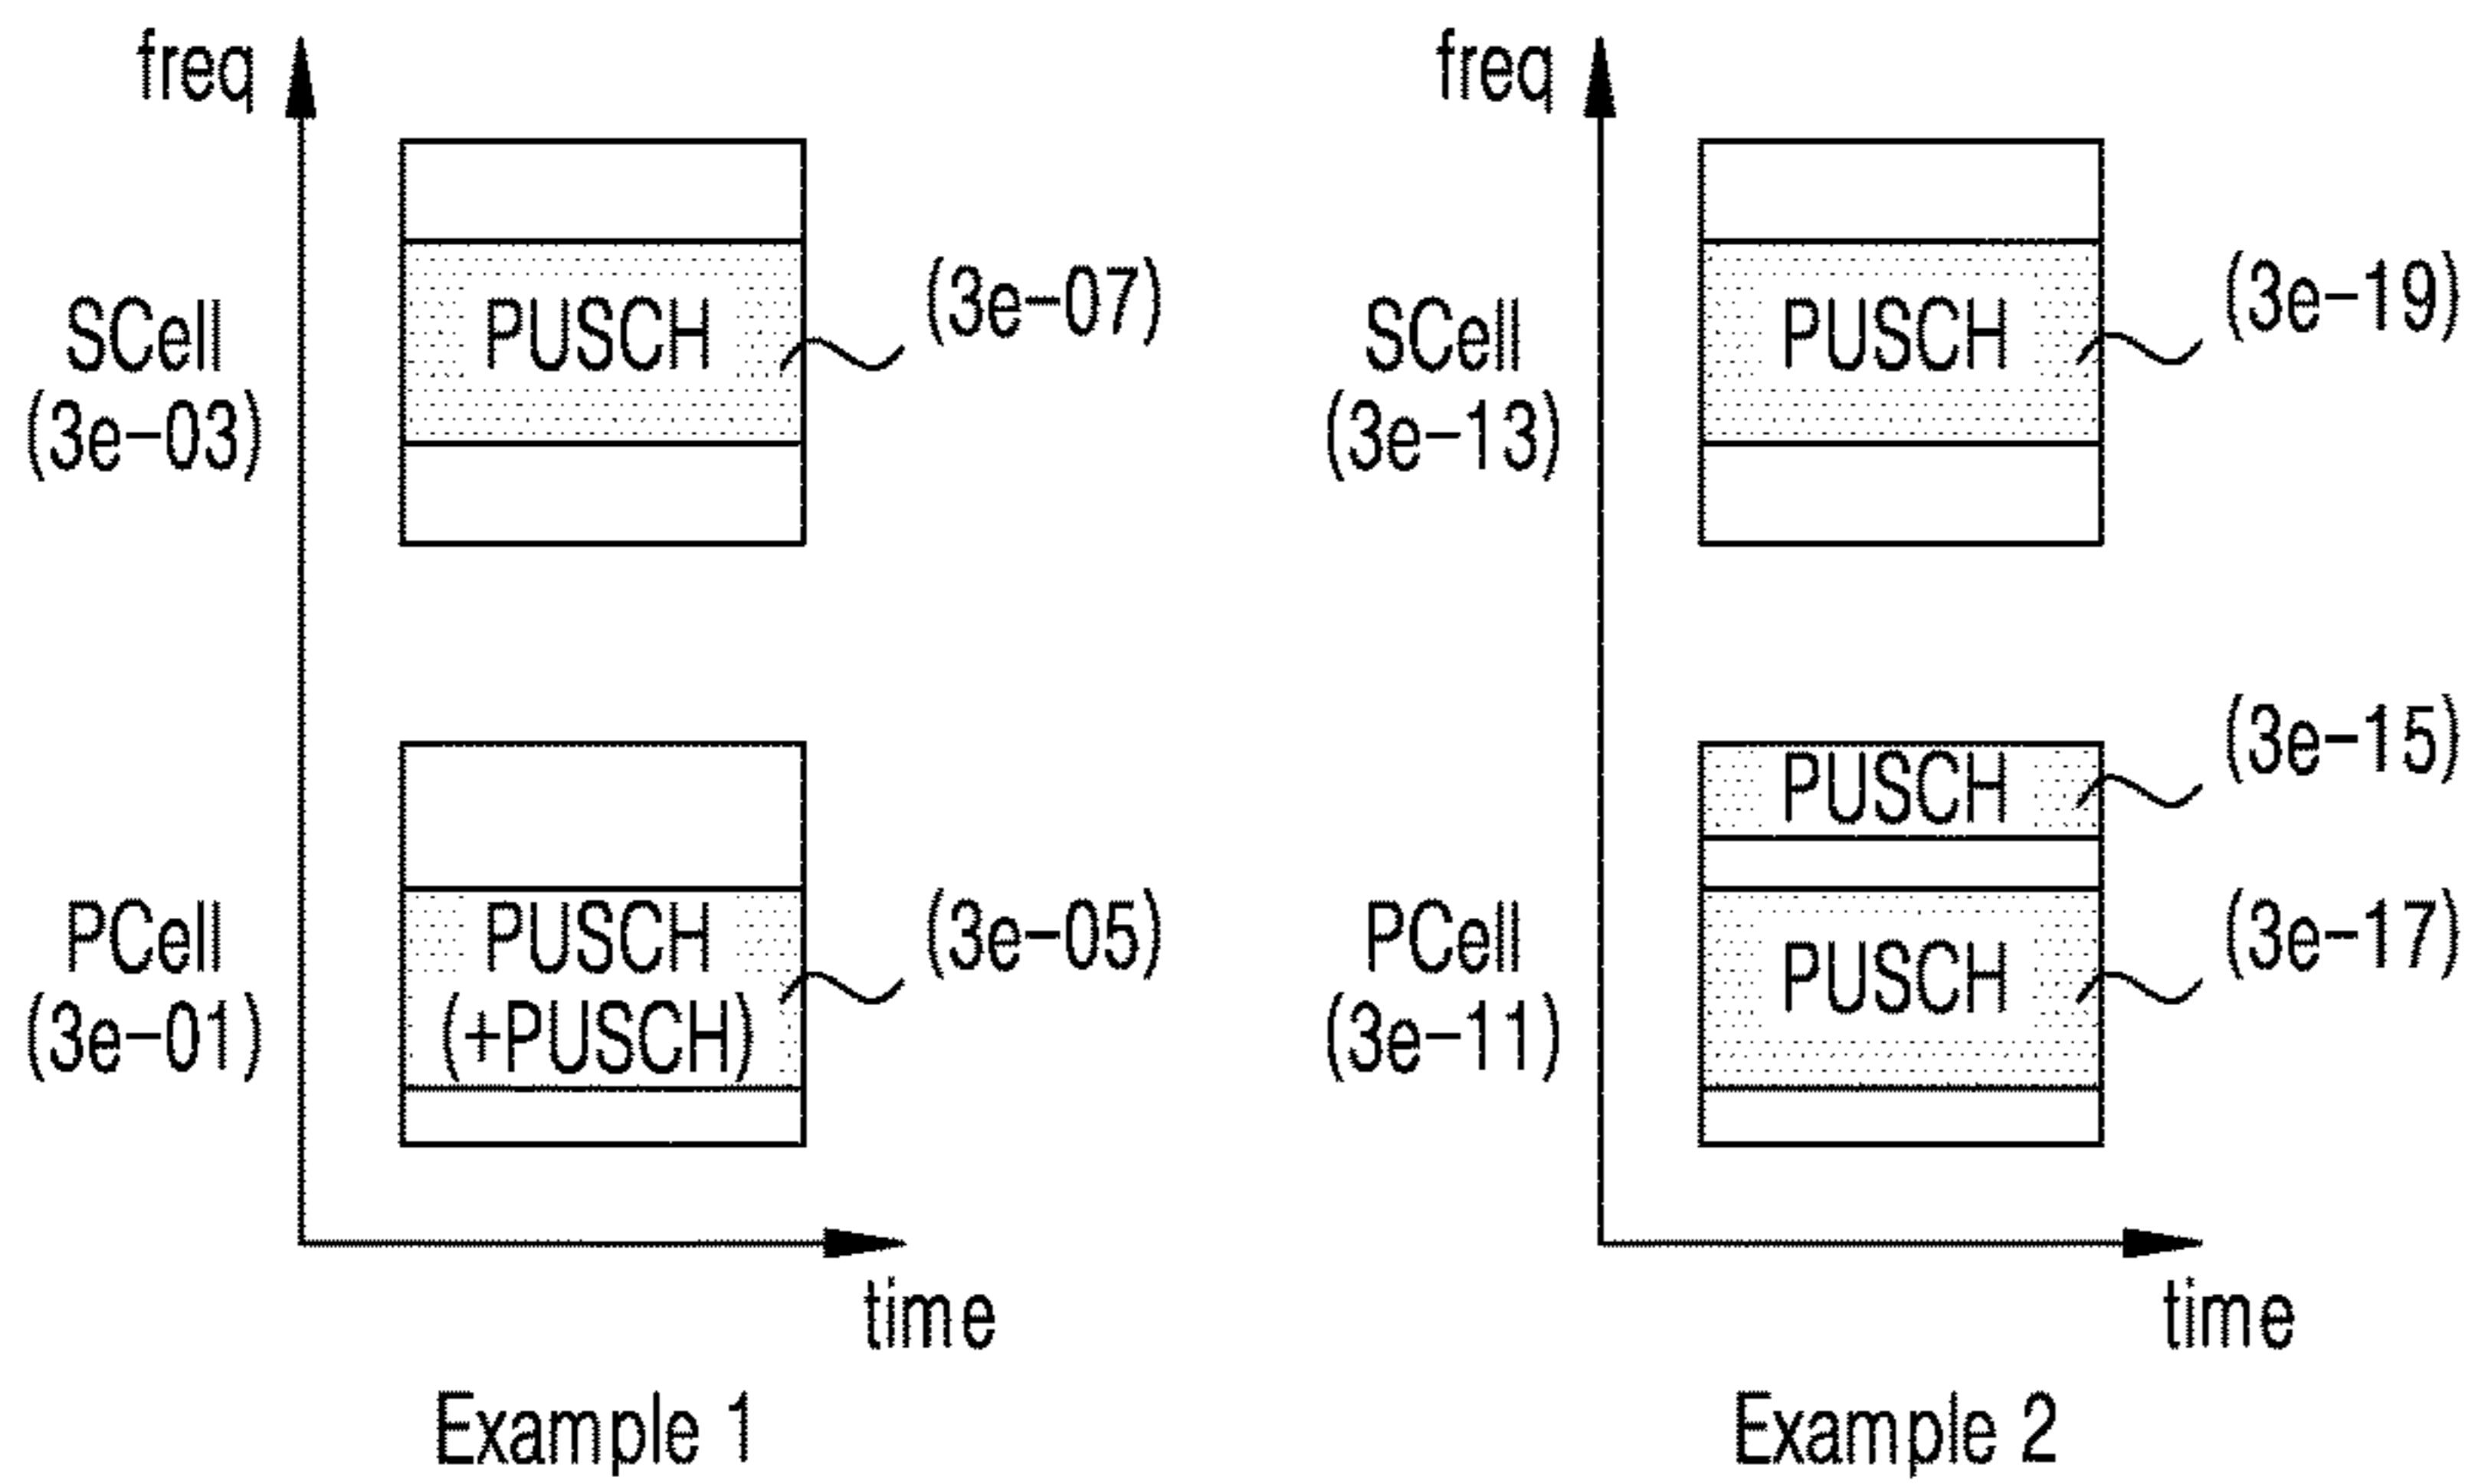 freq
SCell
(3e-03)
PUSCH
(3e-07)
PCell
(3e-01)
PUSCH
(+PUSCH)
(3e-05)
time
Example 1
freq
SCell
(3e-13)
PUSCH
(3e-19)
PUSCH
(3e-15)
PCell
(3e-11)
PUSCH
(3e-17)
time
Example 2